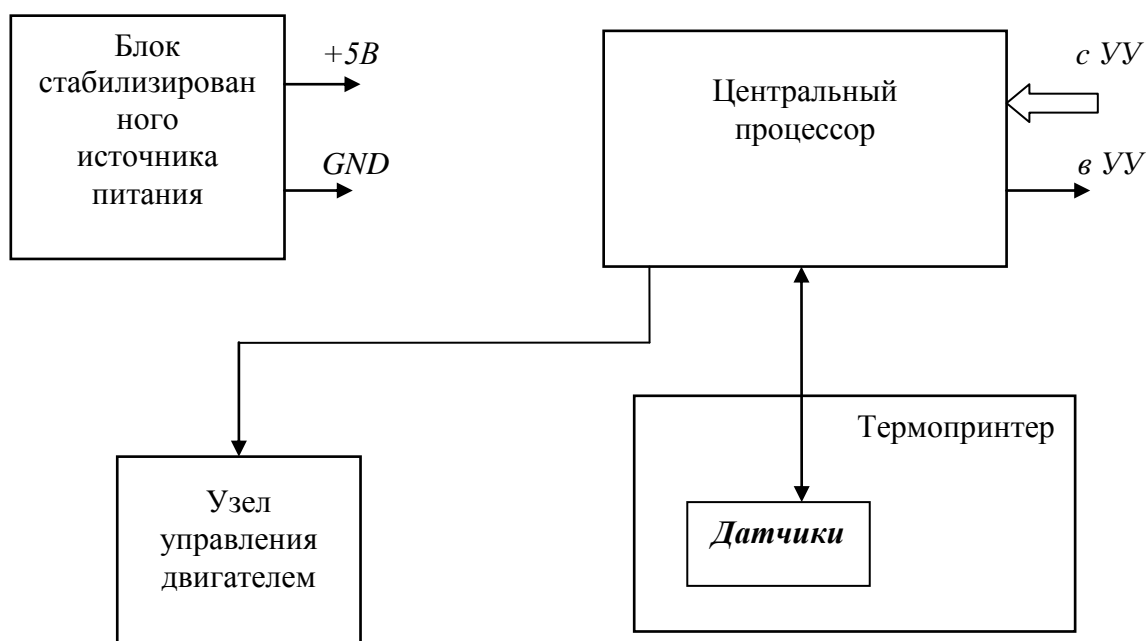 Блок
стабилизирован
ного
источника
питания
+5В
GND
Центральный
процессор
с УУ
в УУ
Термопринтер
Датчики
Узел
управления
двигателем